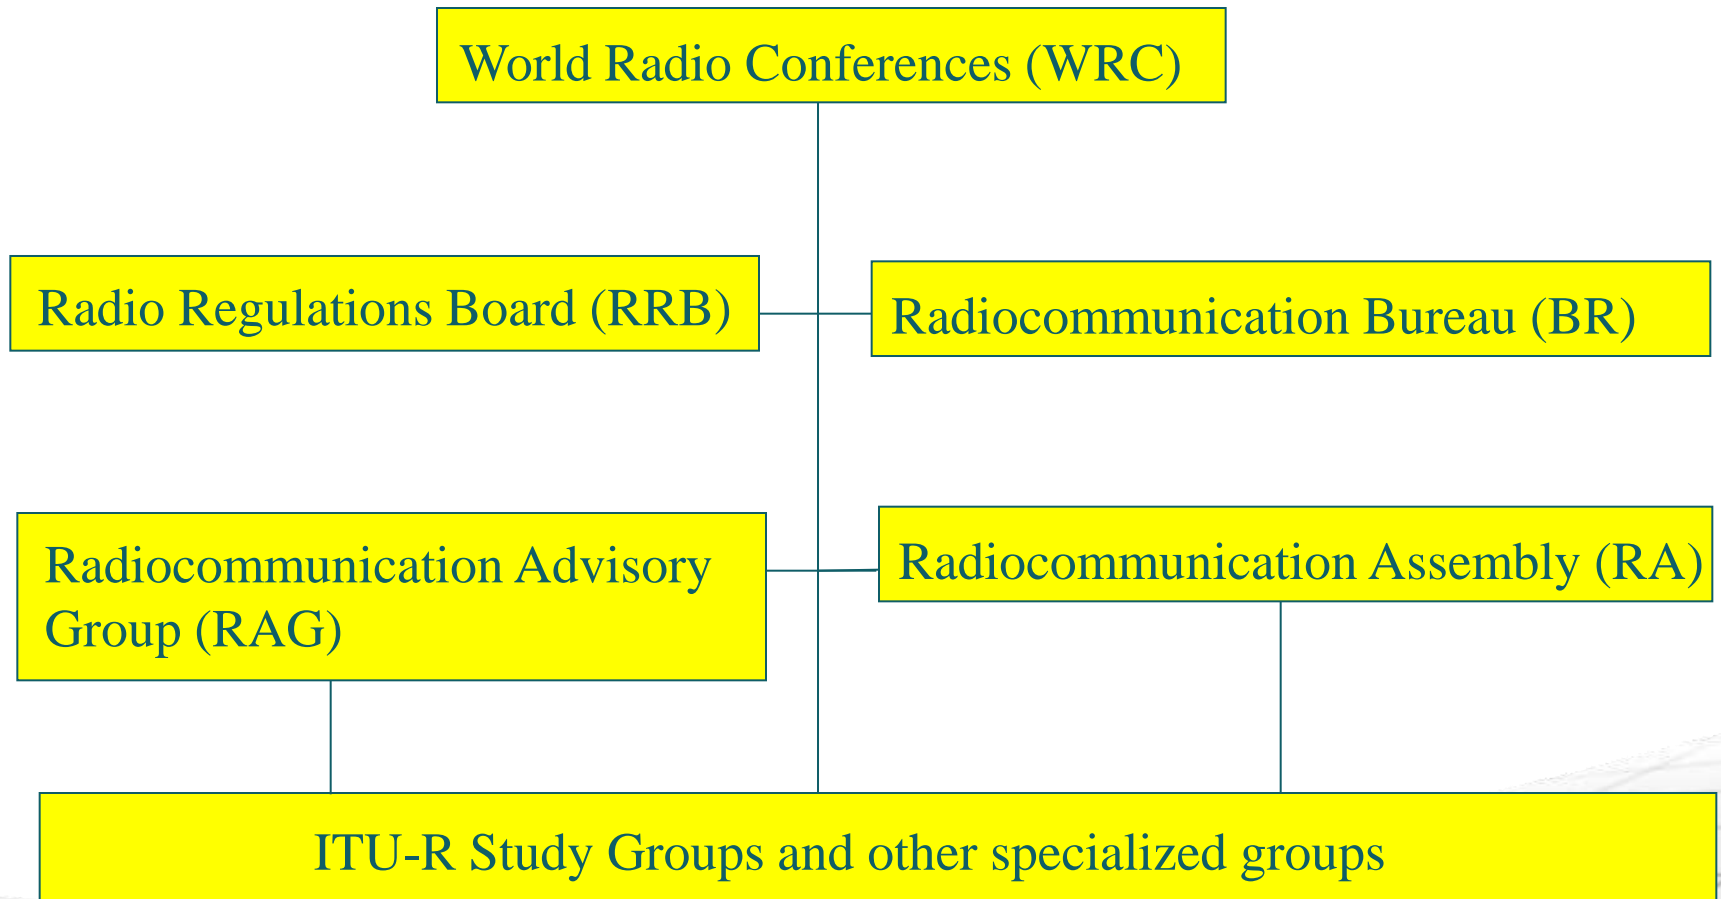 World Radio Conferences (WRC)
Radio Regulations Board (RRB)
Radiocommunication Bureau (BR)
Radiocommunication Advisory
Group (RAG)
Radiocommunication Assembly (RA)
ITU-R Study Groups and other specialized groups